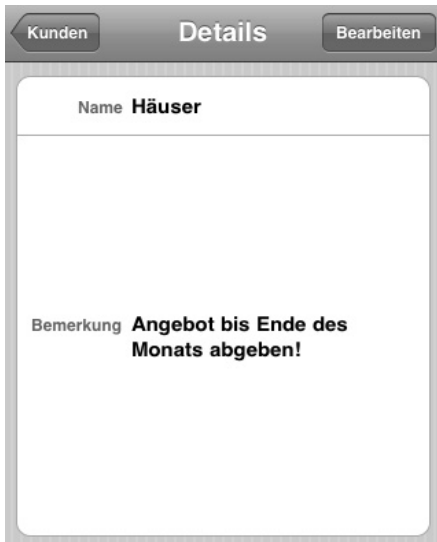 Kunden Details Bearbeiten
Name Häuser
Bemerkung Angebot bis Ende des
Monats abgeben!